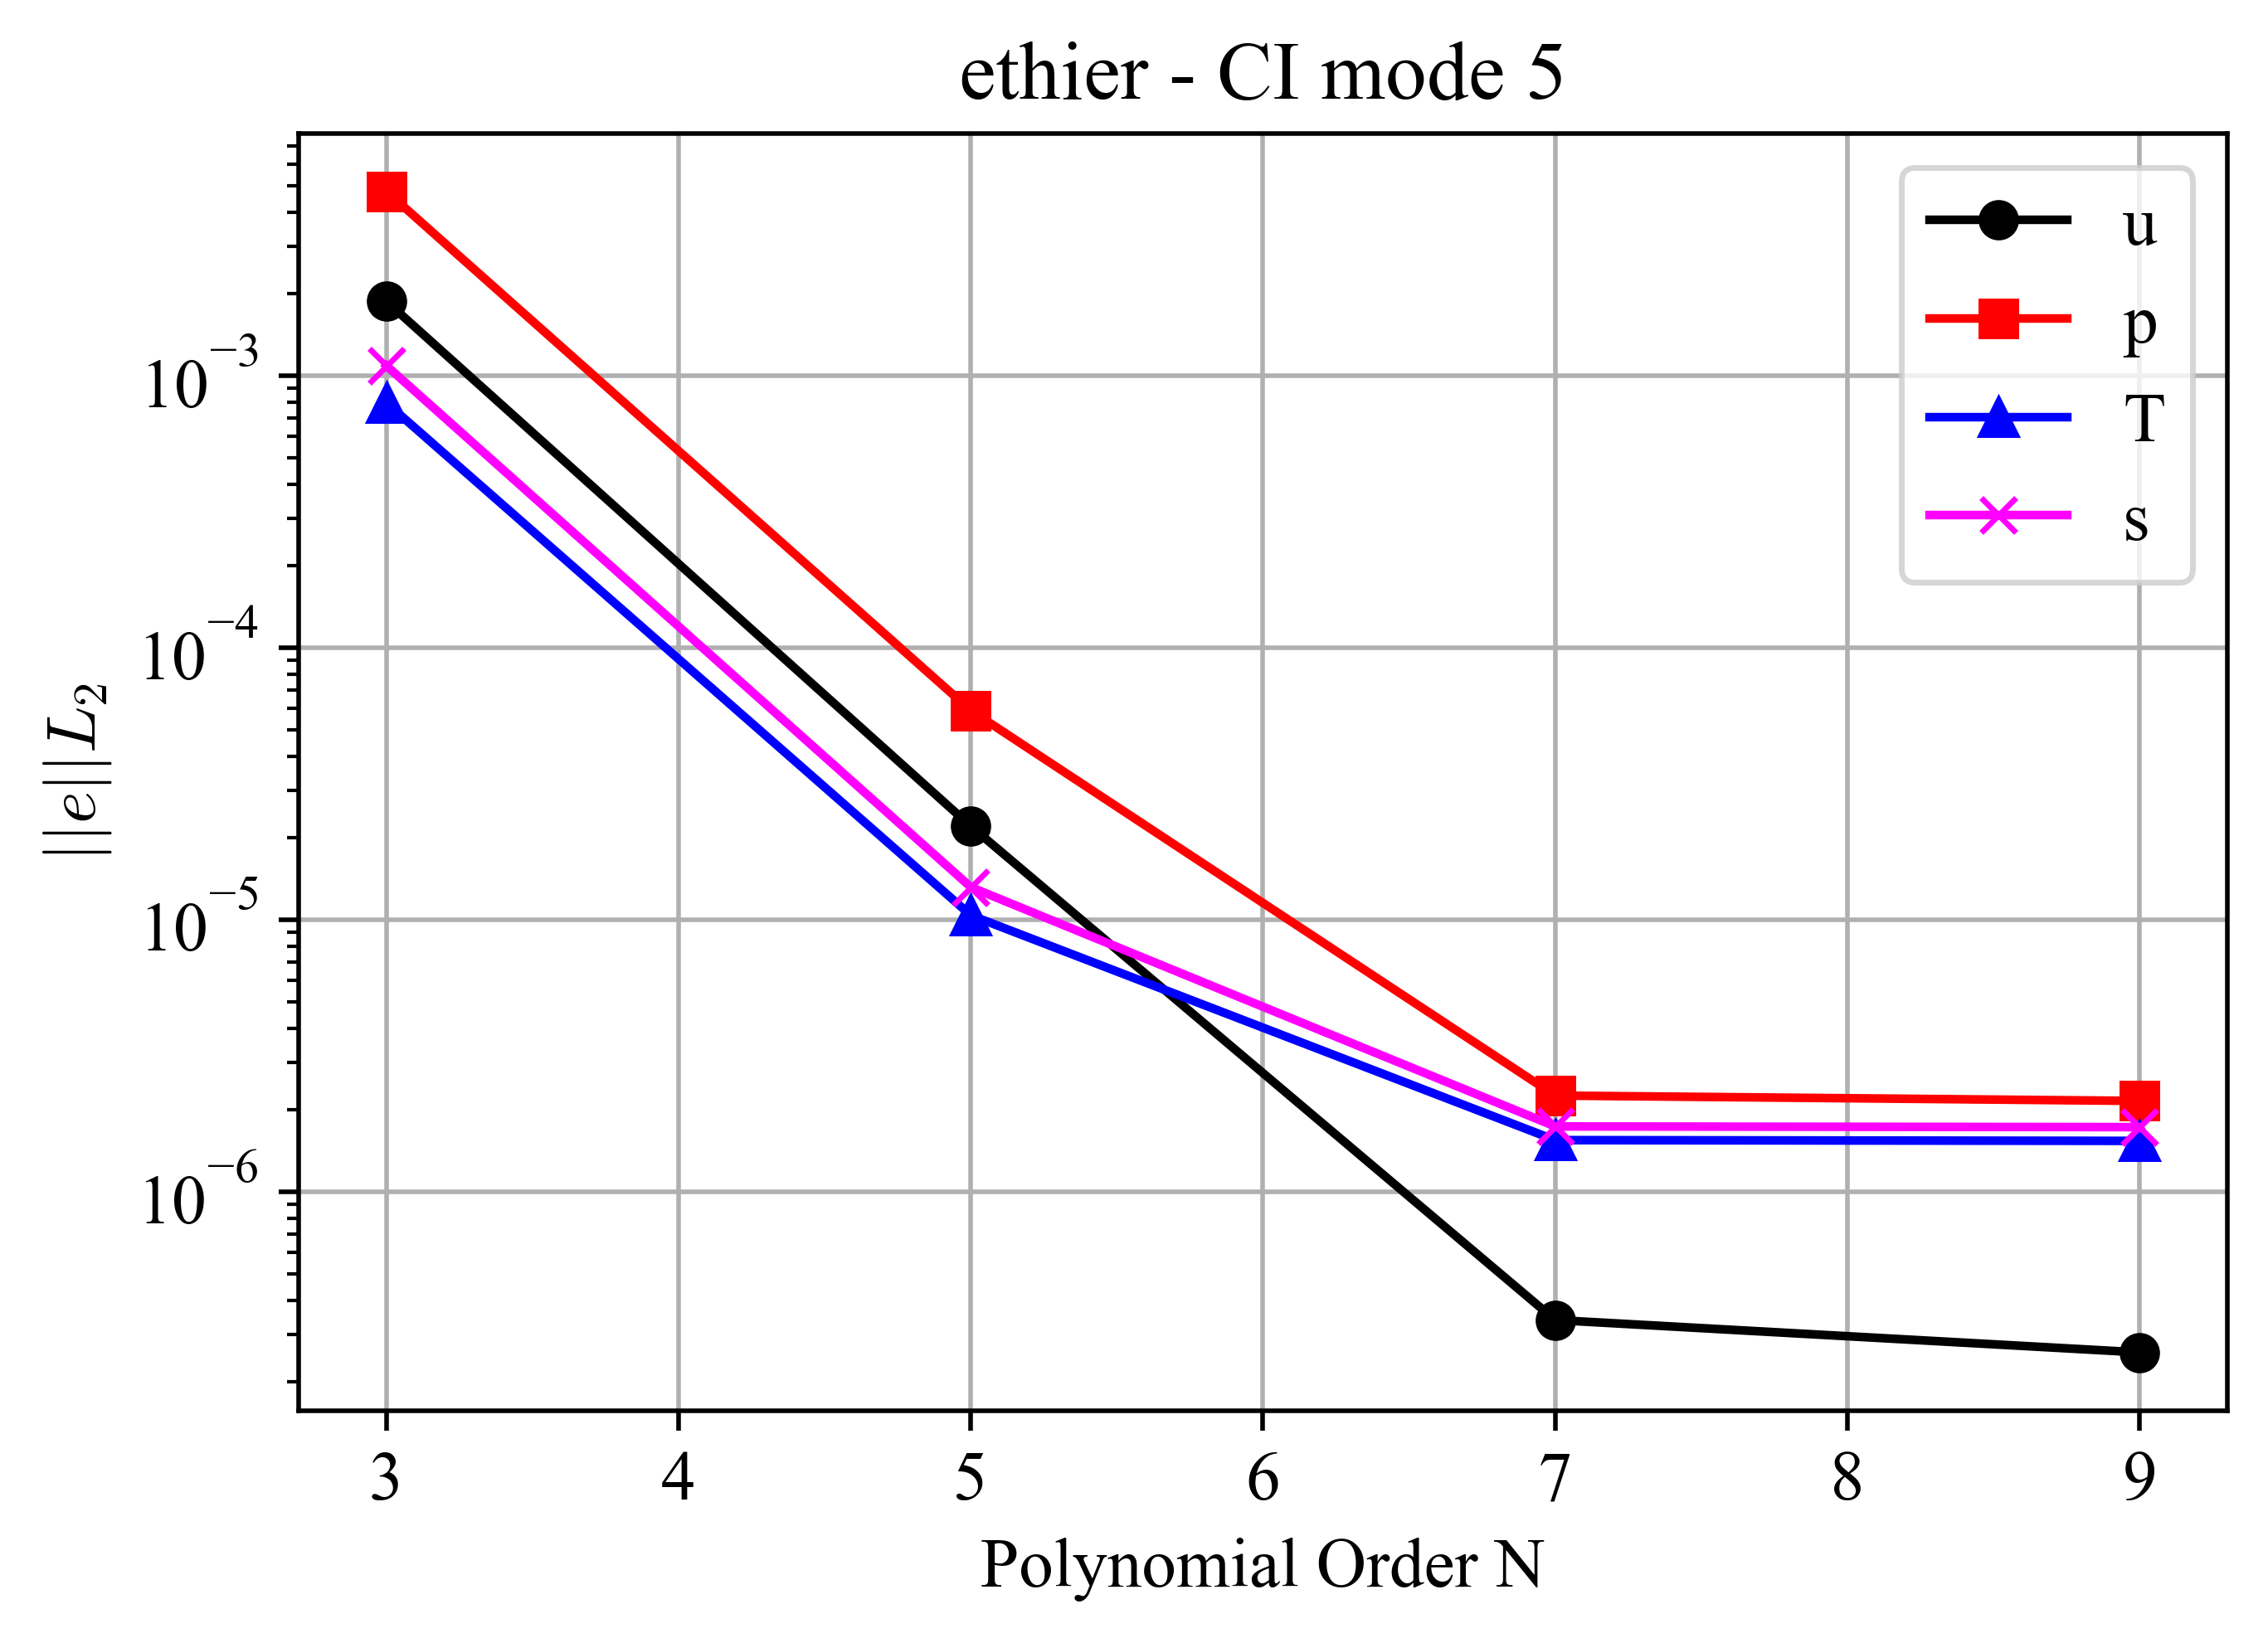 ethier - CI mode 5
u
p
T
s
10⁻³
10⁻⁴
10⁻⁵
10⁻⁶
||e||L₂
3 4 5 6 7 8 9
Polynomial Order N